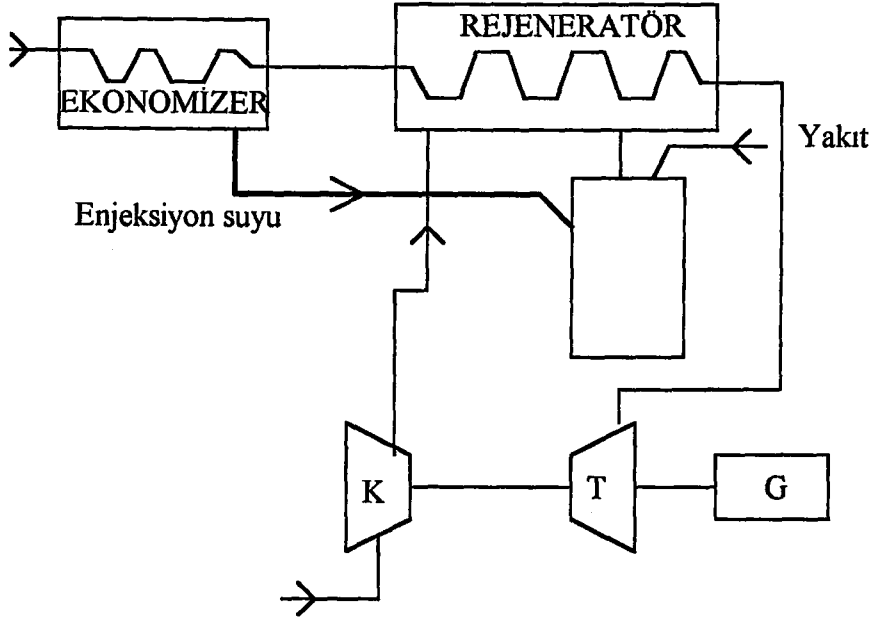 REJENERATÖR
EKONOMİZER
Yakıt
Enjeksiyon suyu
K
T
G